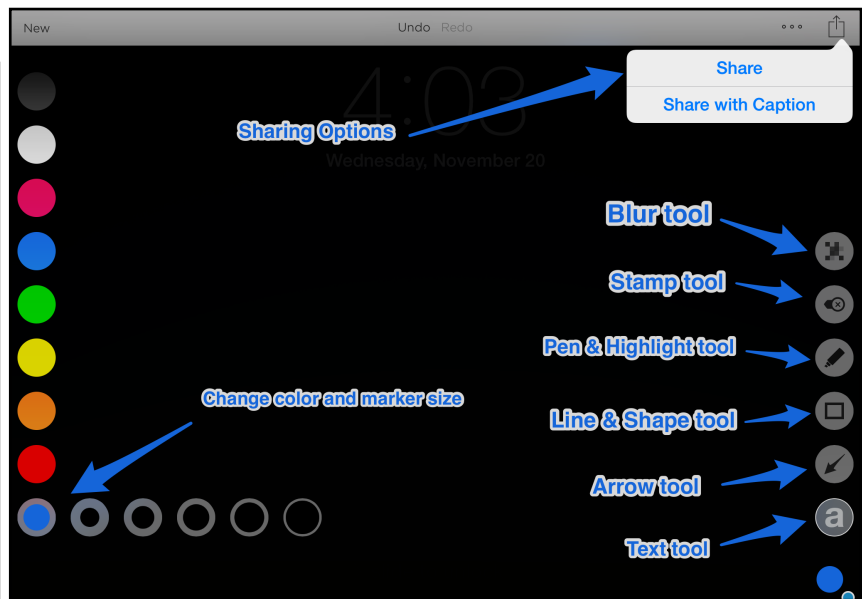 New
Undo Redo
Share
Share with Caption
4:03
Sharing Options
Wednesday, November 20
Blur tool
Stamp tool
Pen & Highlight tool
Change color and marker size
Line & Shape tool
Arrow tool
a
Text tool